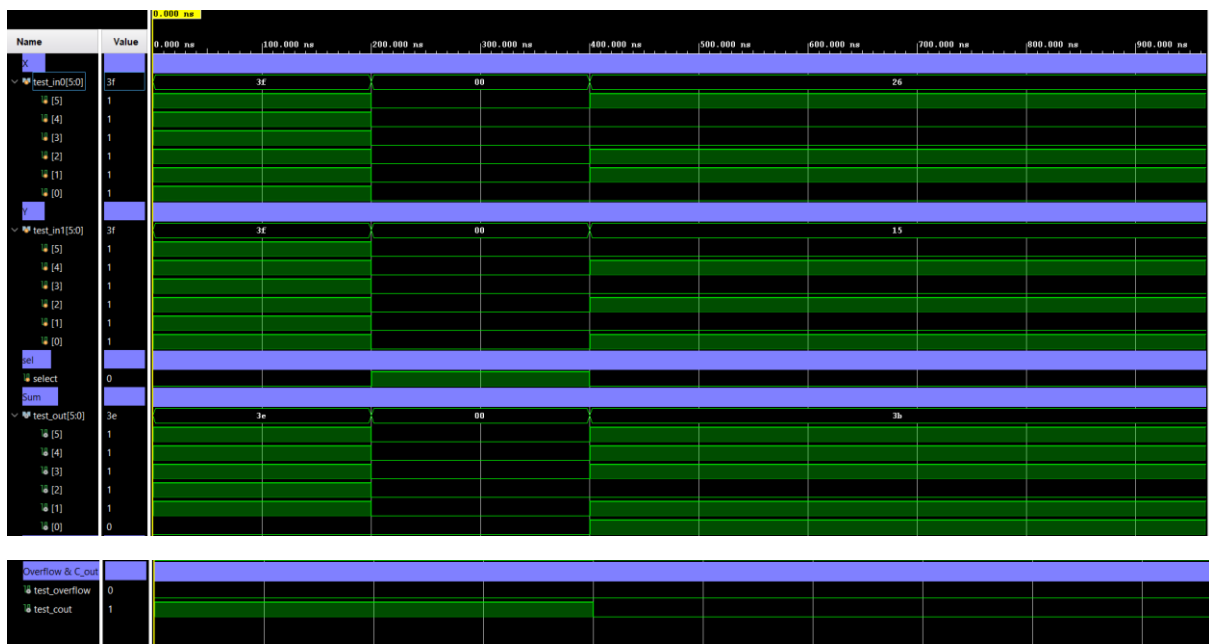 0.000 ns
Name Value 0.000 ns 100.000 ns 200.000 ns 300.000 ns 400.000 ns 500.000 ns 600.000 ns 700.000 ns 800.000 ns 900.000 ns
X
test_in0[5:0] 3f 3f 00 26
[5] 1
[4] 1
[3] 1
[2] 1
[1] 1
[0] 1
Y
test_in1[5:0] 3f 3f 00 15
[5] 1
[4] 1
[3] 1
[2] 1
[1] 1
[0] 1
sel
select 0
Sum
test_out[5:0] 3e 3e 00 3b
[5] 1
[4] 1
[3] 1
[2] 1
[1] 1
[0] 0
Overflow & C_out
test_overflow 0
test_cout 1